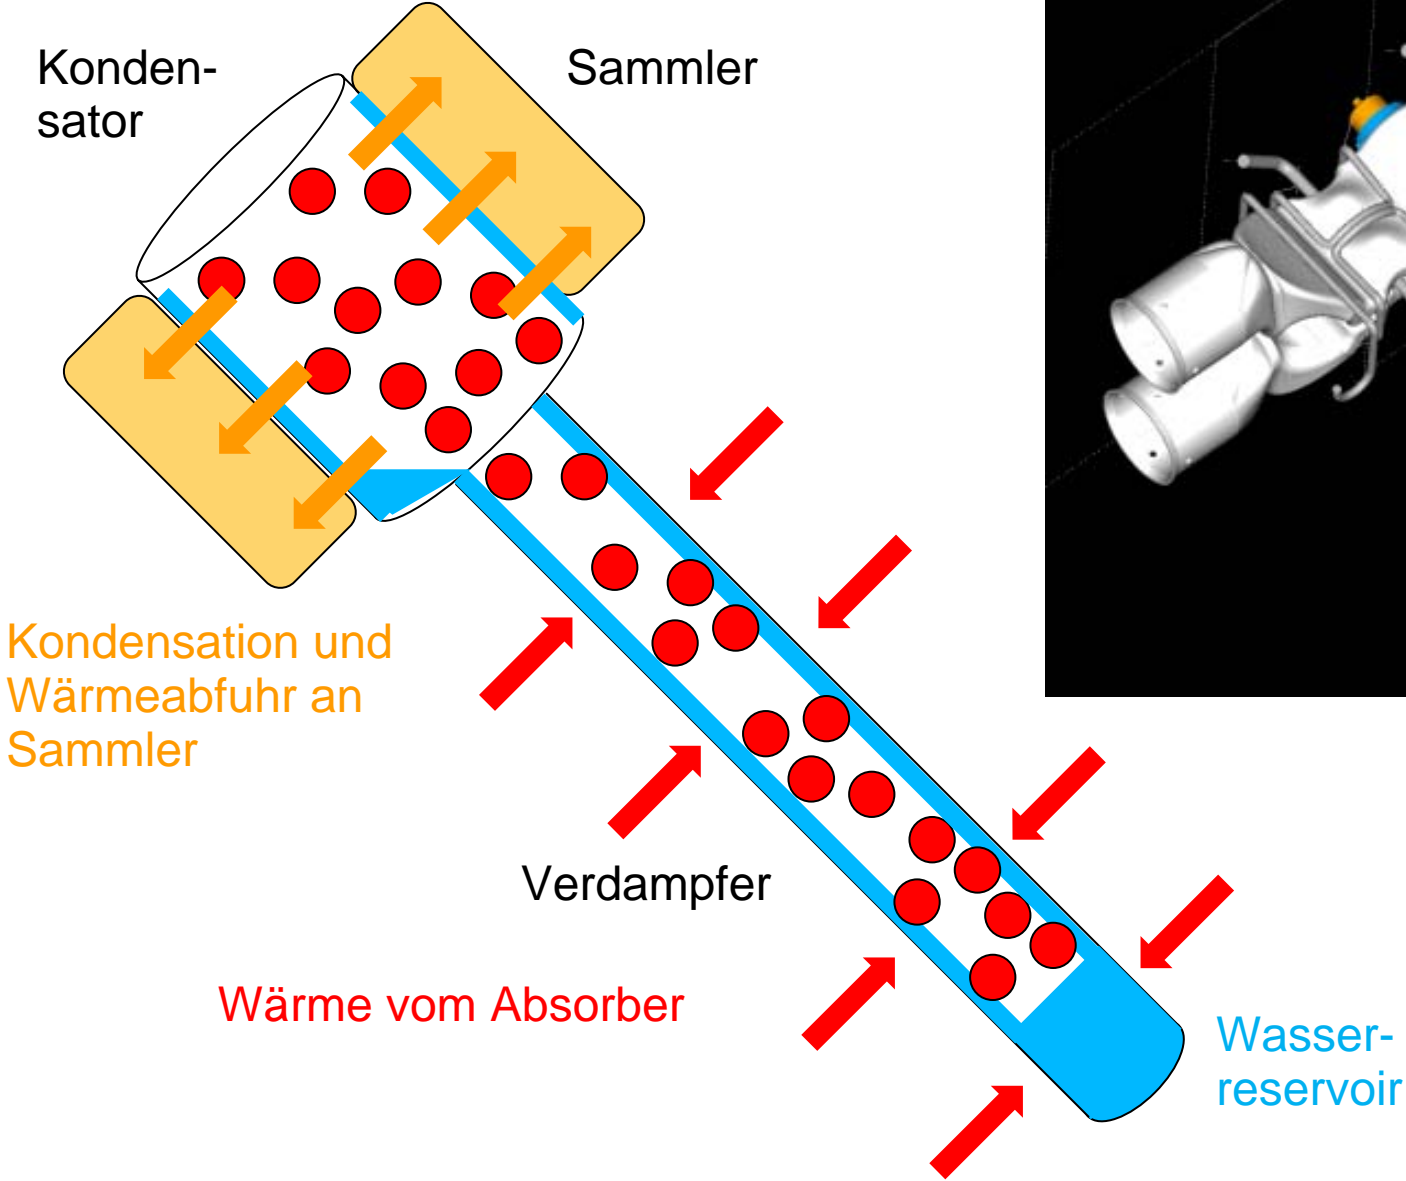 Konden-
sator
Sammler
Kondensation und
Wärmeabfuhr an
Sammler
Verdampfer
Wärme vom Absorber
Wasser-
reservoir